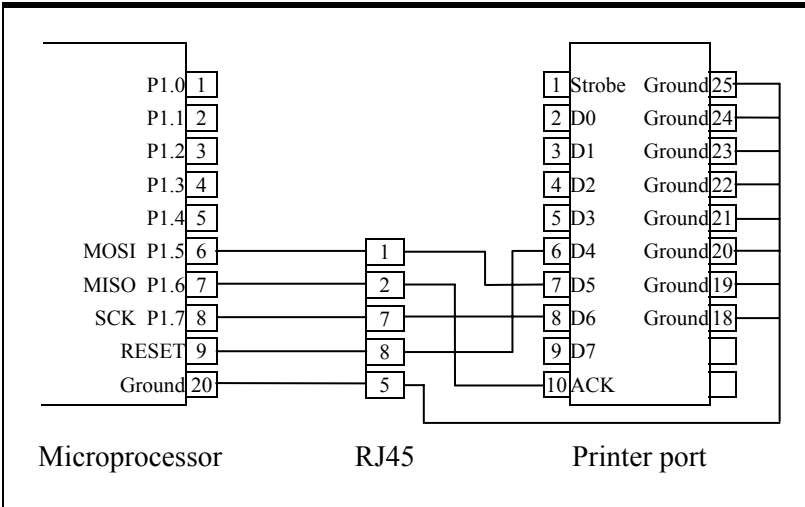 P1.0 1 1 Strobe Ground 25
P1.1 2 2 D0 Ground 24
P1.2 3 3 D1 Ground 23
P1.3 4 4 D2 Ground 22
P1.4 5 5 D3 Ground 21
MOSI P1.5 6 1 6 D4 Ground 20
MISO P1.6 7 2 7 D5 Ground 19
SCK P1.7 8 7 8 D6 Ground 18
RESET 9 8 9 D7
Ground 20 5 10 ACK
Microprocessor RJ45 Printer port